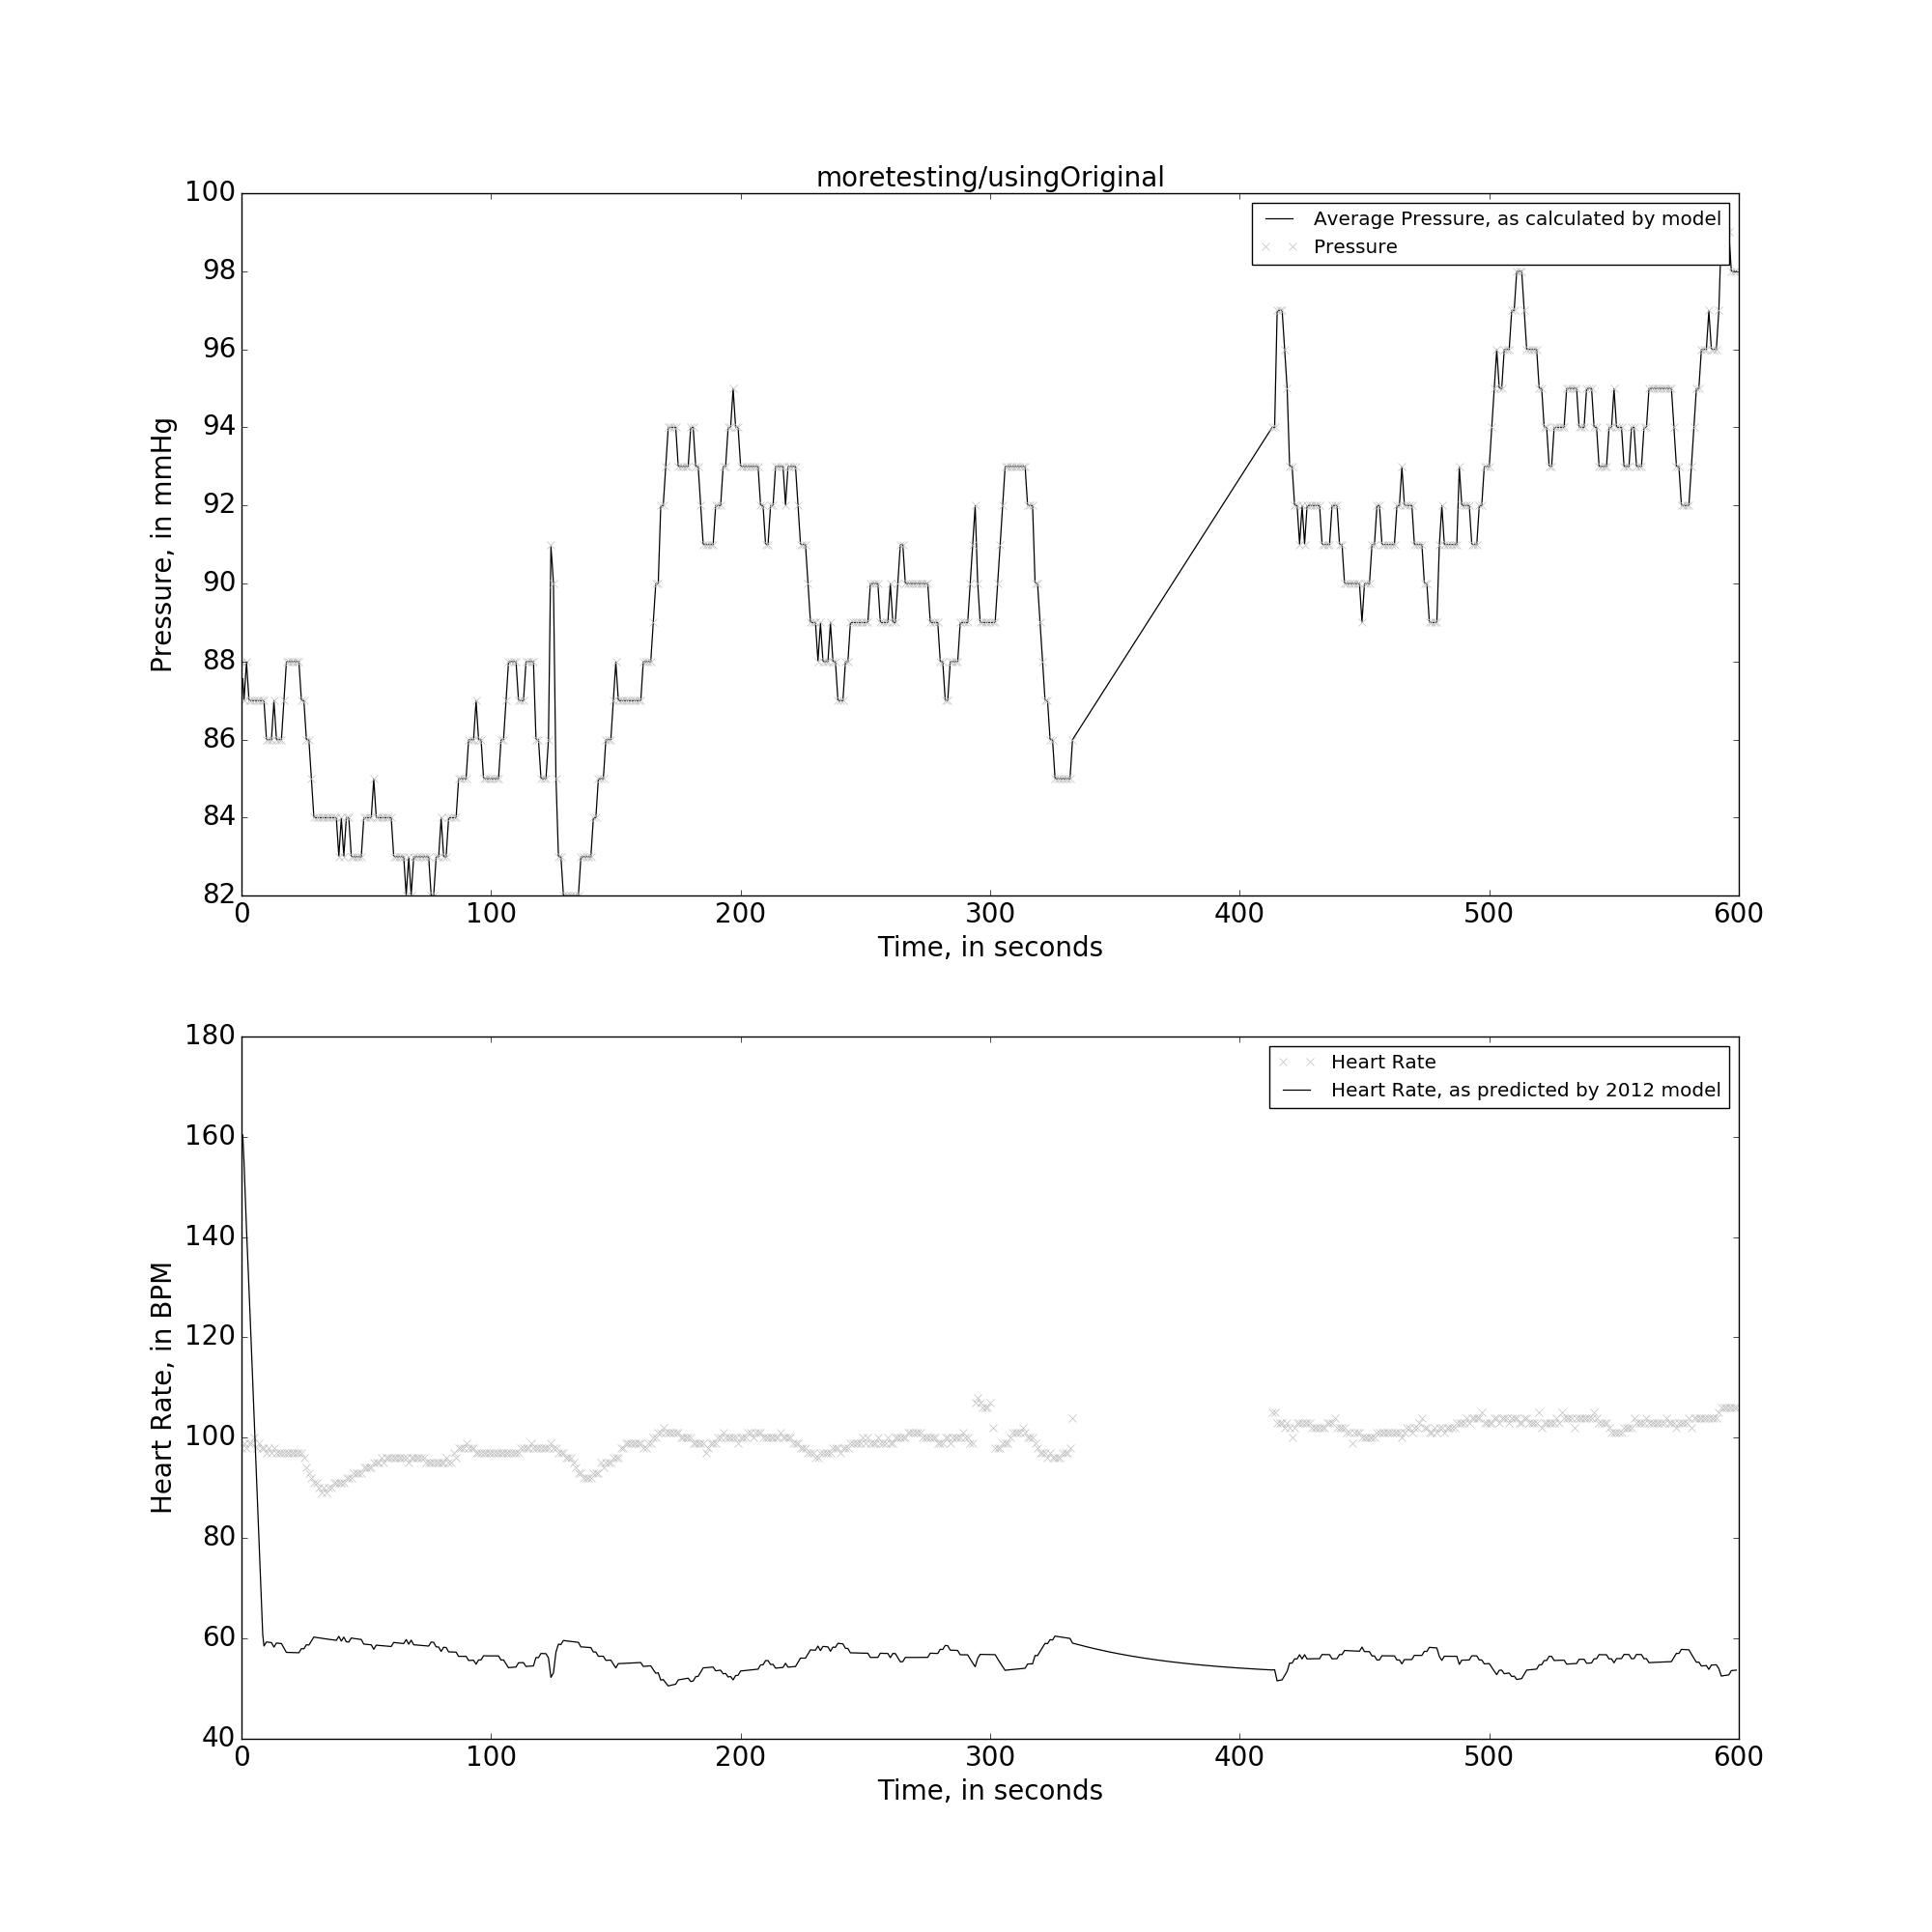 moretesting/usingOriginal
100
98
96
94
92
90
88
86
84
82
Pressure, in mmHg
Average Pressure, as calculated by model
Pressure
0 100 200 300 400 500 600
Time, in seconds
180
160
140
120
100
80
60
40
Heart Rate, in BPM
Heart Rate
Heart Rate, as predicted by 2012 model
0 100 200 300 400 500 600
Time, in seconds